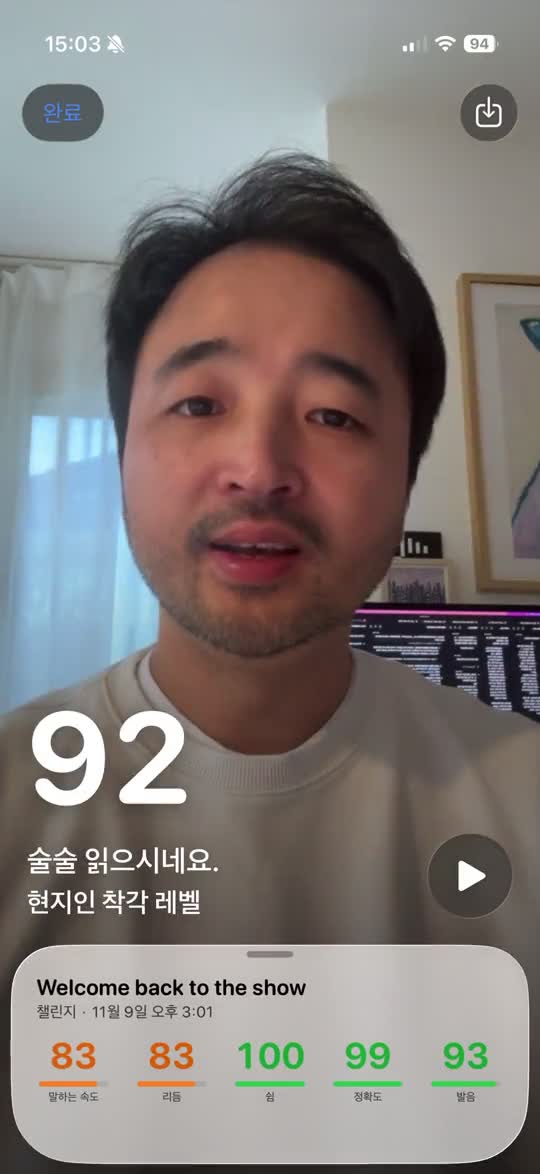 15:03
94
완료
92
술술 읽으시네요.
현지인 착각 레벨
Welcome back to the show
챌린지 · 11월 9일 오후 3:01
83 83 100 99 93
말하는 속도 리듬 쉼 정확도 발음